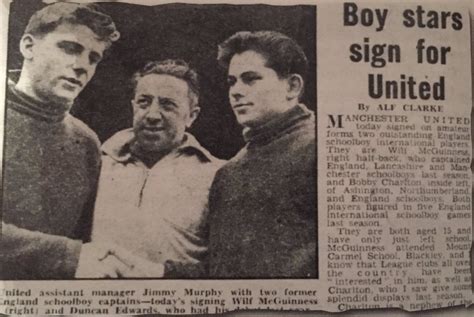 Boy stars
sign for
United
By ALF CLARKE
MANCHESTER UNITED
today signed on amateur
forms two outstanding England
schoolboy international players.
They are Wilf McGuinness,
right half-back, who captained
England, Lancashire and Man-
chester schoolboys last season,
and Bobby Charlton inside left
of Ashington, Northumberland,
and England schoolboys. Both
players figured in the England
international schoolboy games
last season.
They are both aged 15 and
have only just left school.
McGuinness attended Mount
Carmel School, Blackley, and I
know that League clubs all over
the country have been
"interested" in him, as well as
Charlton, who I saw give some
splendid displays last season.
United assistant manager Jimmy Murphy with two former
England schoolboy captains—today's signing Wilf McGuinness
(right) and Duncan Edwards, who had his